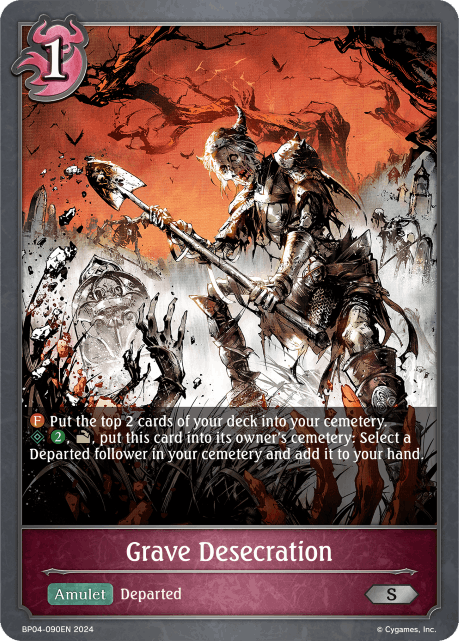 1
F Put the top 2 cards of your deck into your cemetery.
2, put this card into its owner's cemetery: Select a
Departed follower in your cemetery and add it to your hand.
Grave Desecration
Amulet Departed
S
BP04-090EN 2024
© Cygames, Inc.